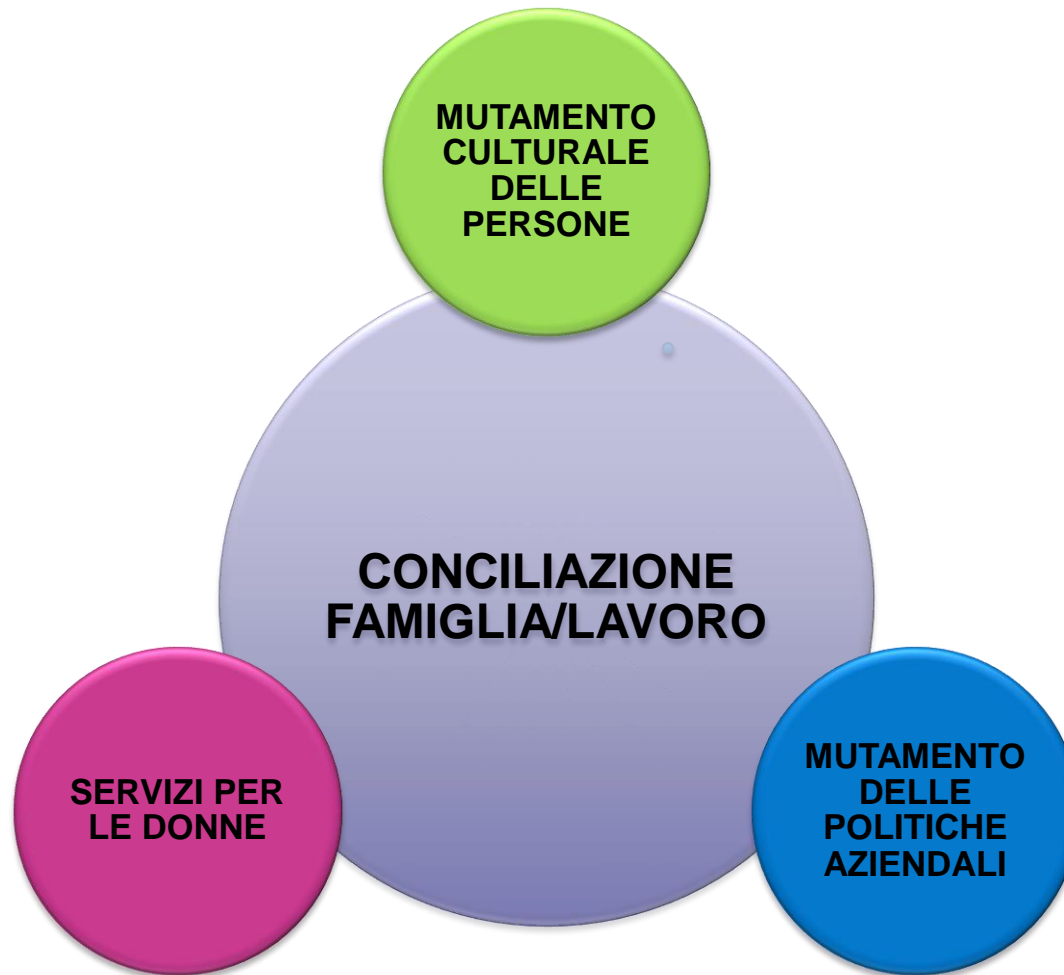 MUTAMENTO
CULTURALE
DELLE
PERSONE
CONCILIAZIONE
FAMIGLIA/LAVORO
SERVIZI PER
LE DONNE
MUTAMENTO
DELLE
POLITICHE
AZIENDALI